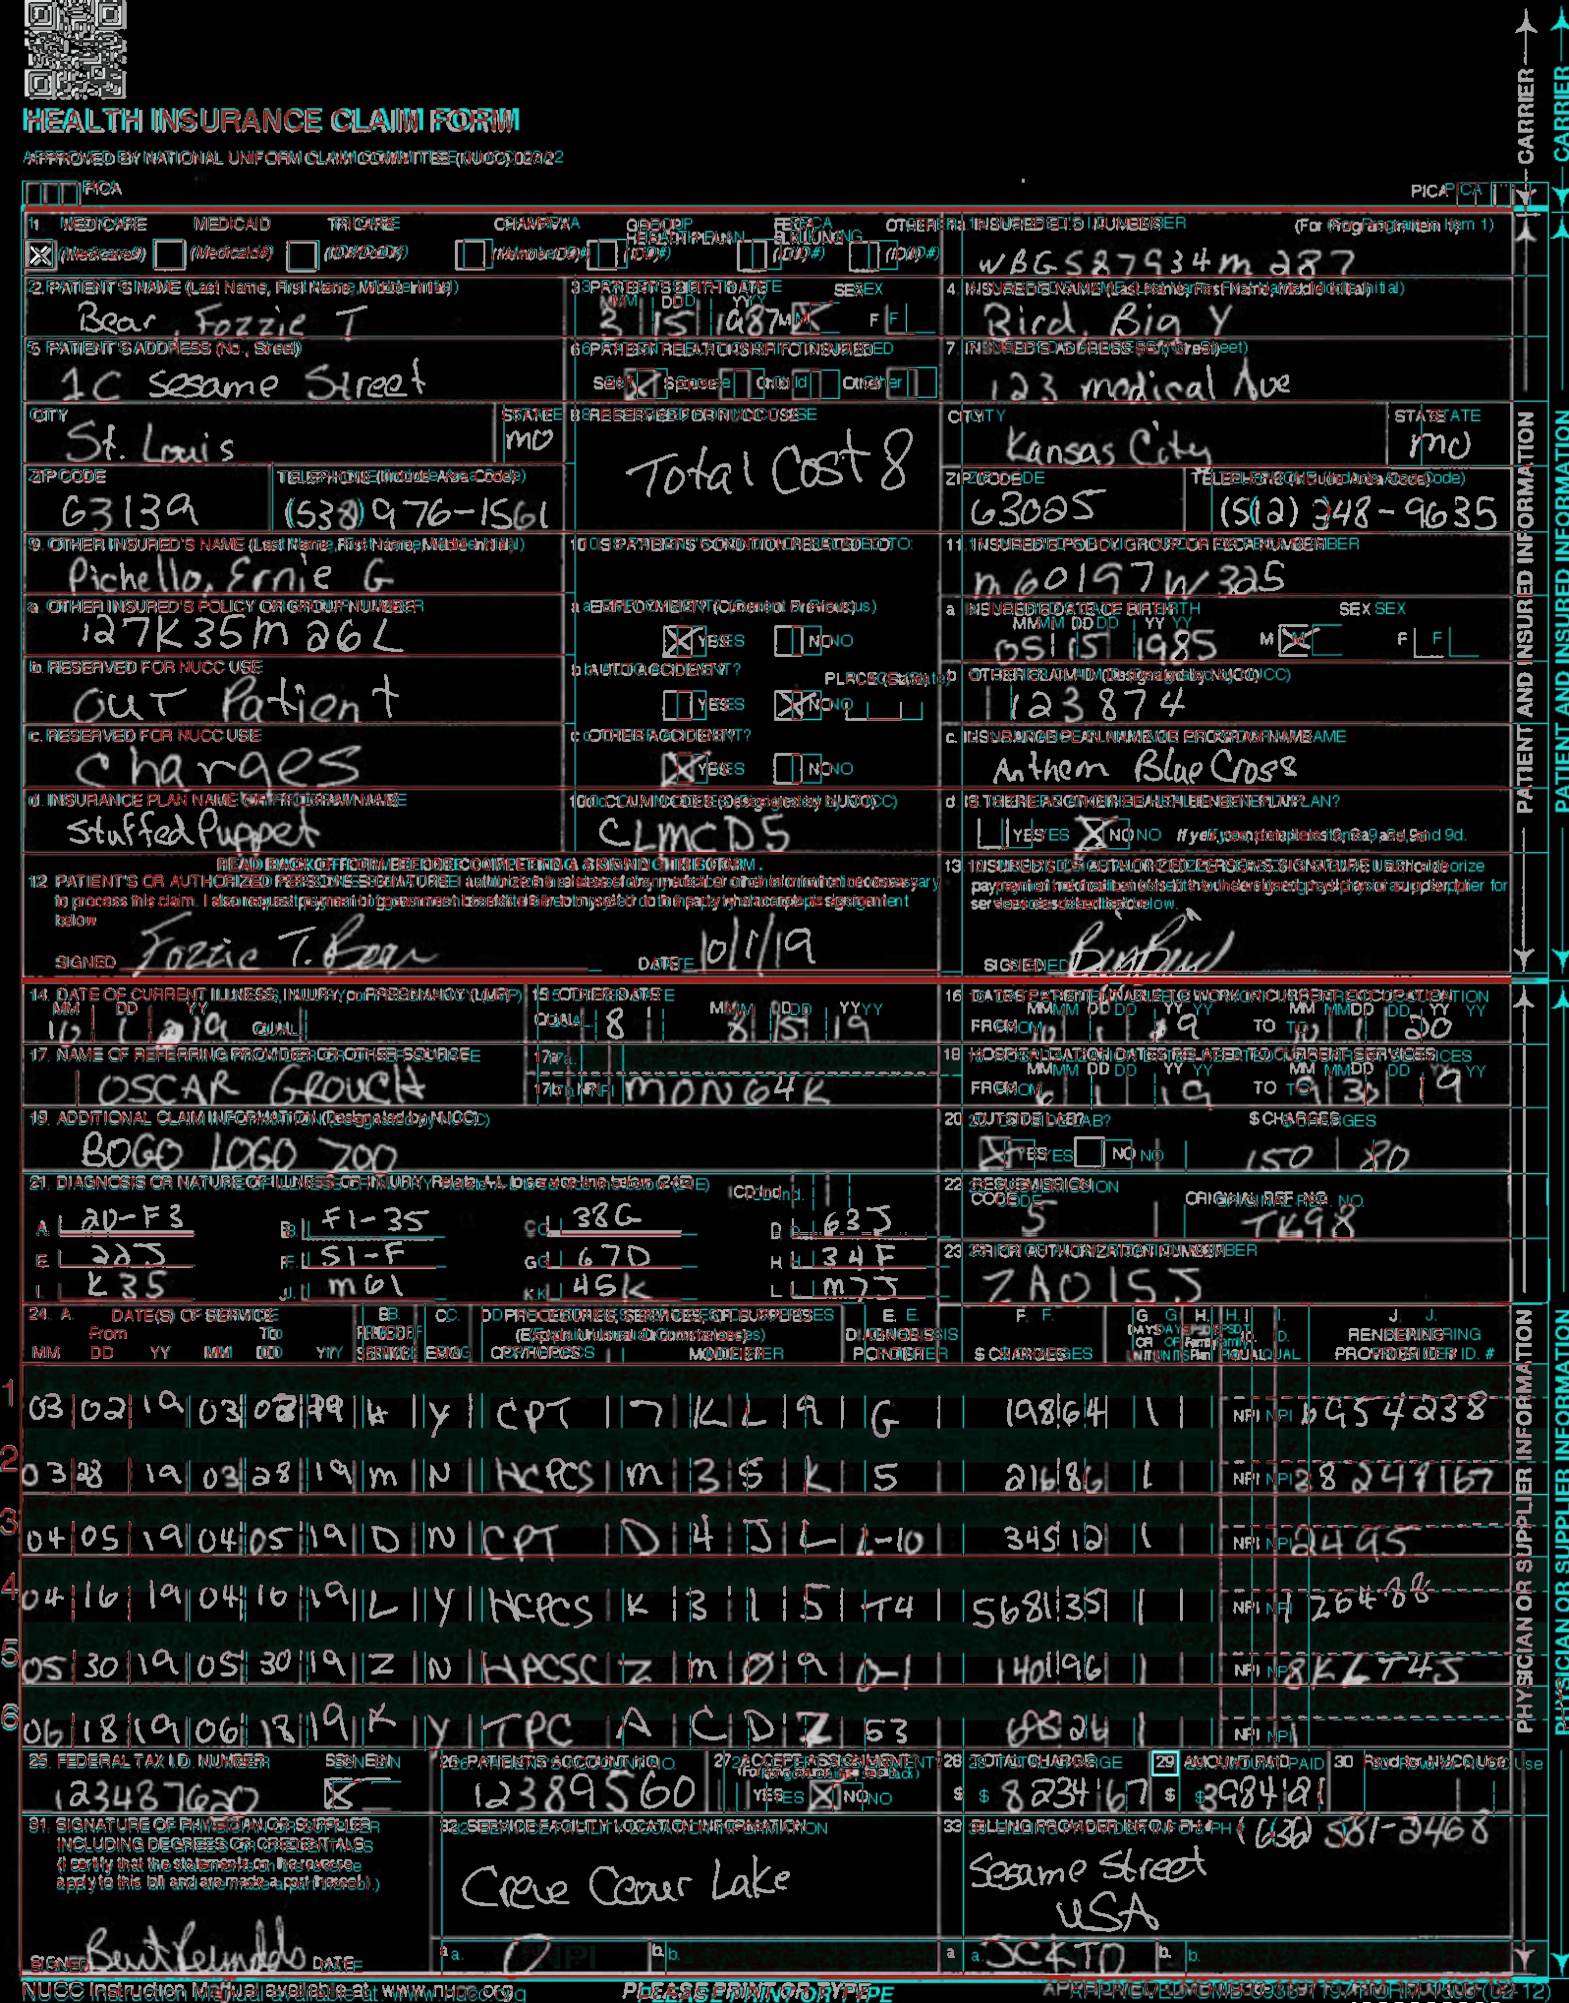 HEALTH INSURANCE CLAIM FORM
APPROVED BY NATIONAL UNIFORM CLAIM COMMITTEE (NUCC) 02/12
PICA PICA
CARRIER
1. MEDICARE MEDICAID TRICARE CHAMPVA GROUP HEALTH PLAN FECA BLK LUNG OTHER 1a. INSURED'S I.D. NUMBER (For Program in Item 1)
(Medicare#) (Medicaid#) (ID#/DoD#) (Member ID#) (ID#) (ID#) (ID#)
WBG587934m287
2. PATIENT'S NAME (Last Name, First Name, Middle Initial) 3. PATIENT'S BIRTH DATE SEX 4. INSURED'S NAME (Last Name, First Name, Middle Initial)
MM DD YY
Bear, Fozzie T 3 15 1987 M F Bird, Big Y
5. PATIENT'S ADDRESS (No., Street) 6. PATIENT RELATIONSHIP TO INSURED 7. INSURED'S ADDRESS (No., Street)
1C Sesame Street Self Spouse Child Other 123 medical Ave
CITY STATE 8. RESERVED FOR NUCC USE CITY STATE
St. Louis mo Total Cost 8 Kansas City mo
ZIP CODE TELEPHONE (Include Area Code) ZIP CODE TELEPHONE (Include Area Code)
63139 (538) 976-1561 63025 (512) 348-9635
9. OTHER INSURED'S NAME (Last Name, First Name, Middle Initial) 10. IS PATIENT'S CONDITION RELATED TO: 11. INSURED'S POLICY GROUP OR FECA NUMBER
Pichello, Ernie G m60197W325
a. OTHER INSURED'S POLICY OR GROUP NUMBER a. EMPLOYMENT? (Current or Previous) a. INSURED'S DATE OF BIRTH SEX
MM DD YY
127K35m26L YES NO 05 15 1985 M F
b. RESERVED FOR NUCC USE b. AUTO ACCIDENT? PLACE (State) b. OTHER CLAIM ID (Designated by NUCC)
OUT Patient YES NO 123874
c. RESERVED FOR NUCC USE c. OTHER ACCIDENT? c. INSURANCE PLAN NAME OR PROGRAM NAME
Charges YES NO Anthem Blue Cross
d. INSURANCE PLAN NAME OR PROGRAM NAME 10d. CLAIM CODES (Designated by NUCC) d. IS THERE ANOTHER HEALTH BENEFIT PLAN?
Stuffed Puppet CLMCD5 YES NO If yes, complete items 9, 9a, and 9d.
READ BACK OF FORM BEFORE COMPLETING & SIGNING THIS FORM.
12. PATIENT'S OR AUTHORIZED PERSON'S SIGNATURE I authorize the release of any medical or other information necessary
to process this claim. I also request payment of government benefits either to myself or to the party who accepts assignment
below.
13. INSURED'S OR AUTHORIZED PERSON'S SIGNATURE I authorize
payment of medical benefits to the undersigned physician or supplier for
services described below.
SIGNED Fozzie T. Bear DATE 10/1/19 SIGNED Big Bird
PATIENT AND INSURED INFORMATION
14. DATE OF CURRENT ILLNESS, INJURY, or PREGNANCY (LMP) 15. OTHER DATE 16. DATES PATIENT UNABLE TO WORK IN CURRENT OCCUPATION
MM DD YY MM DD YY MM DD YY MM DD YY
10 1 19 QUAL. QUAL. 8 8 15 19 FROM 10 1 19 TO 10 1 20
17. NAME OF REFERRING PROVIDER OR OTHER SOURCE 17a. 18. HOSPITALIZATION DATES RELATED TO CURRENT SERVICES
MM DD YY MM DD YY
OSCAR GROUCH 17b. NPI MON64K FROM 6 1 19 TO 9 30 19
19. ADDITIONAL CLAIM INFORMATION (Designated by NUCC) 20. OUTSIDE LAB? $ CHARGES
BOGO LOGO ZOO YES NO 150 80
21. DIAGNOSIS OR NATURE OF ILLNESS OR INJURY Relate A-L to service line below (24E) ICD Ind. 22. RESUBMISSION CODE ORIGINAL REF. NO.
A. 2D-F3 B. F1-35 C. 38G D. 63J 5 TK98
E. 22J F. S1-F G. 67D H. 34F 23. PRIOR AUTHORIZATION NUMBER
I. K35 J. m61 K. 45K L. m7J ZA015J
24. A. DATE(S) OF SERVICE B. C. D. PROCEDURES, SERVICES, OR SUPPLIES E. F. G. H. I. J.
From To PLACE OF (Explain Unusual Circumstances) DIAGNOSIS DAYS OR EPSDT Family ID. RENDERING
MM DD YY MM DD YY SERVICE EMG CPT/HCPCS MODIFIER POINTER $ CHARGES UNITS Plan QUAL. PROVIDER ID. #
1 03 02 19 03 02 19 H Y CPT 7 K L 9 G 198 64 1 NPI 6954238
2 03 28 19 03 28 19 m N HCPCS m 3 5 K 5 216 86 1 NPI 38248167
3 04 05 19 04 05 19 D N CPT D 4 J L L-10 345 12 1 NPI 2495
4 04 16 19 04 16 19 L Y HCPCS K 3 1 5 T4 568 135 1 NPI 126488
5 05 30 19 05 30 19 Z N HPCSC Z m Ø 9 0-1 140 196 1 NPI 8KLT45
6 06 18 19 06 18 19 K Y TPC A C D Z 53 26 NPI
25. FEDERAL TAX I.D. NUMBER SSN EIN 26. PATIENT'S ACCOUNT NO. 27. ACCEPT ASSIGNMENT? 28. TOTAL CHARGE 29. AMOUNT PAID 30. Rsvd for NUCC Use
(For govt. claims, see back)
123487620 12389560 YES NO $ 8234 67 $ 3984 21
31. SIGNATURE OF PHYSICIAN OR SUPPLIER
INCLUDING DEGREES OR CREDENTIALS
(I certify that the statements on the reverse
apply to this bill and are made a part thereof.)
32. SERVICE FACILITY LOCATION INFORMATION
Creve Ceour Lake
33. BILLING PROVIDER INFO & PH # (636) 581-2468
Sesame Street
USA
SIGNED Burt Reynolds DATE a. NPI b. a. JCKTD b.
PHYSICIAN OR SUPPLIER INFORMATION
NUCC Instruction Manual available at: www.nucc.org PLEASE PRINT OR TYPE